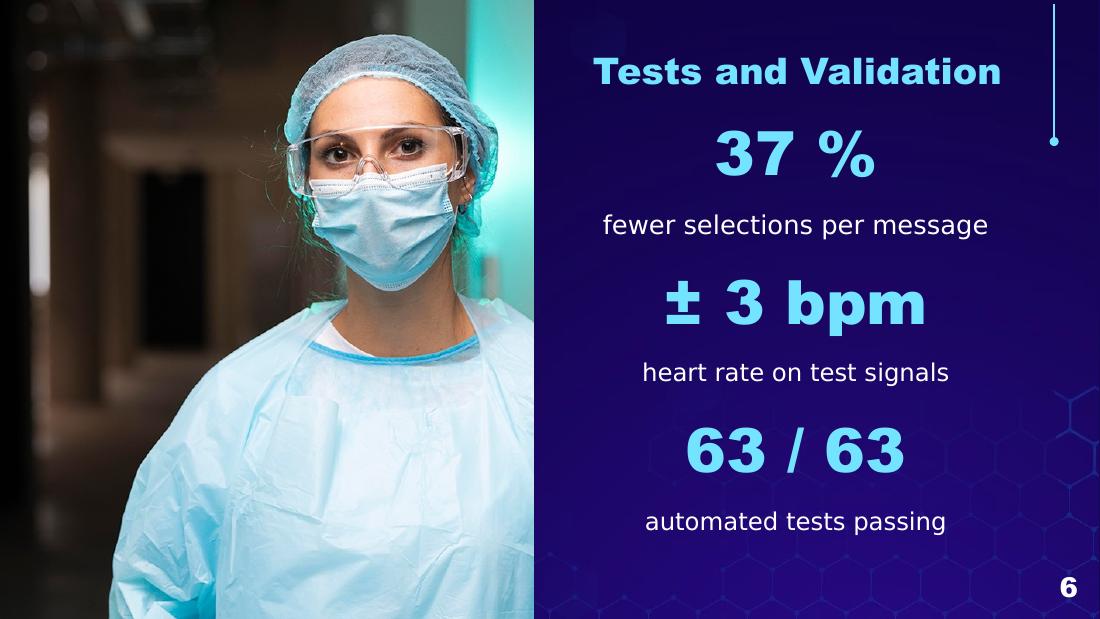 Tests and Validation
37 %
fewer selections per message
± 3 bpm
heart rate on test signals
63 / 63
automated tests passing
6